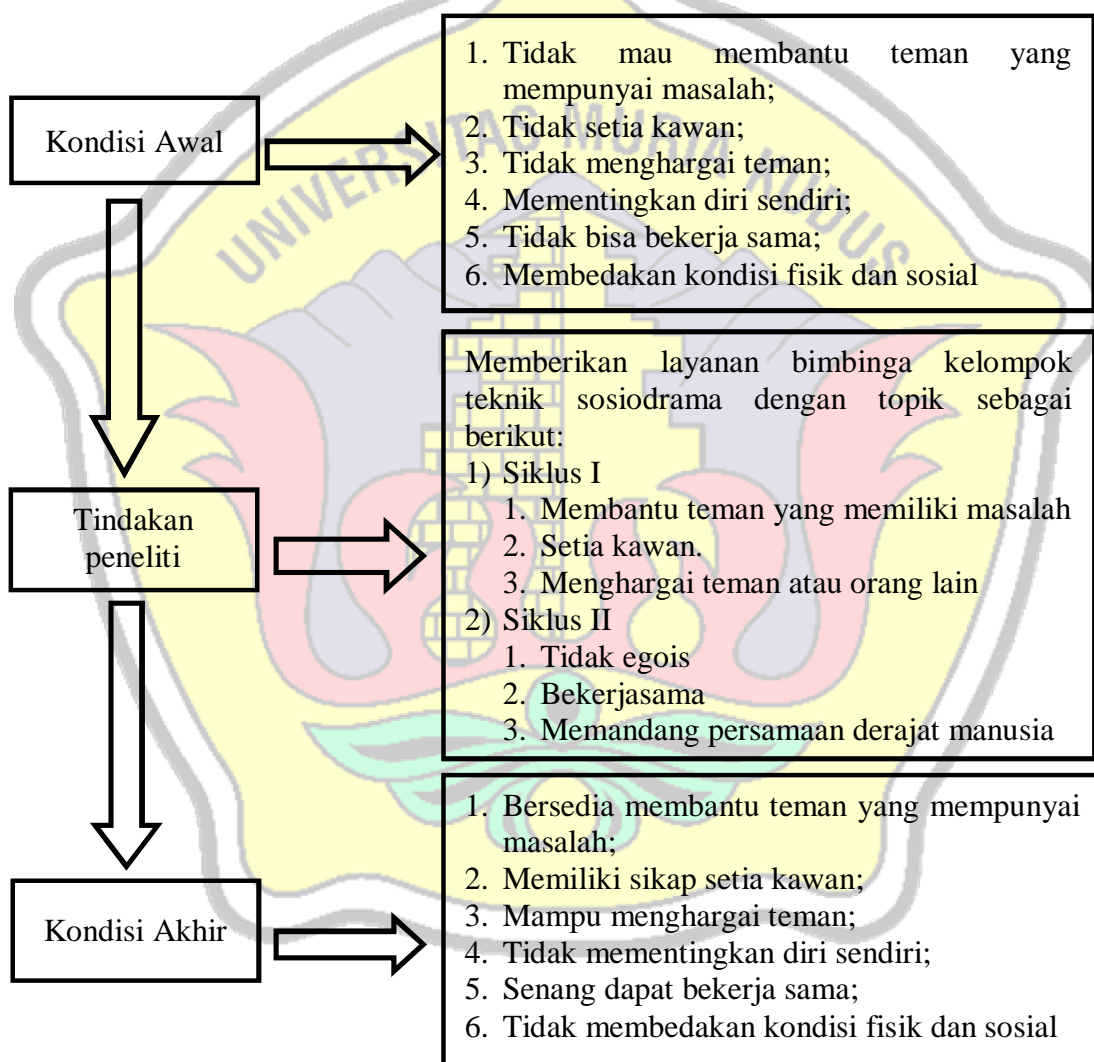 UNIVERSITAS MURIA KUDUS
Kondisi Awal
1. Tidak mau membantu teman yang
mempunyai masalah;
2. Tidak setia kawan;
3. Tidak menghargai teman;
4. Mementingkan diri sendiri;
5. Tidak bisa bekerja sama;
6. Membedakan kondisi fisik dan sosial
Tindakan
peneliti
Memberikan layanan bimbinga kelompok
teknik sosiodrama dengan topik sebagai
berikut:
1) Siklus I
1. Membantu teman yang memiliki masalah
2. Setia kawan.
3. Menghargai teman atau orang lain
2) Siklus II
1. Tidak egois
2. Bekerjasama
3. Memandang persamaan derajat manusia
Kondisi Akhir
1. Bersedia membantu teman yang mempunyai
masalah;
2. Memiliki sikap setia kawan;
3. Mampu menghargai teman;
4. Tidak mementingkan diri sendiri;
5. Senang dapat bekerja sama;
6. Tidak membedakan kondisi fisik dan sosial